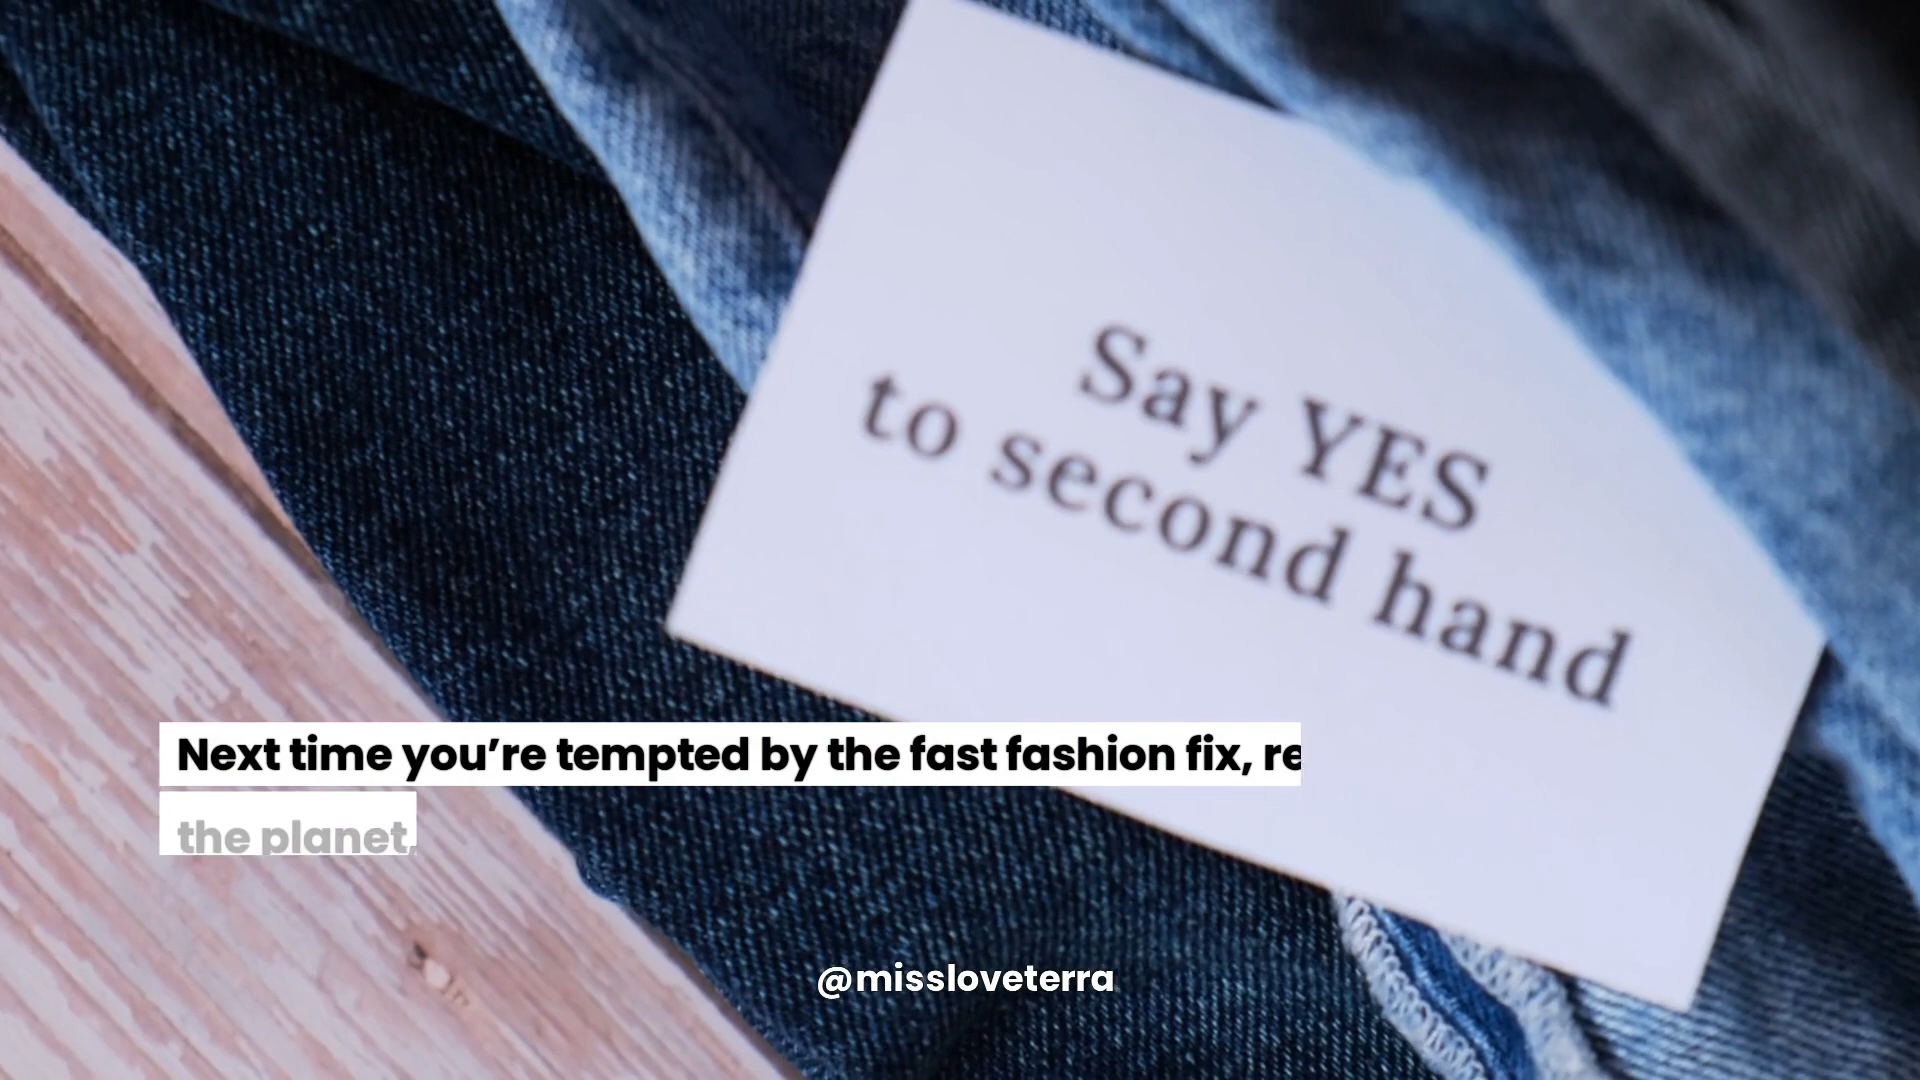 Say YES
to second hand
Next time you’re tempted by the fast fashion fix, re
the planet,
@missloveterra